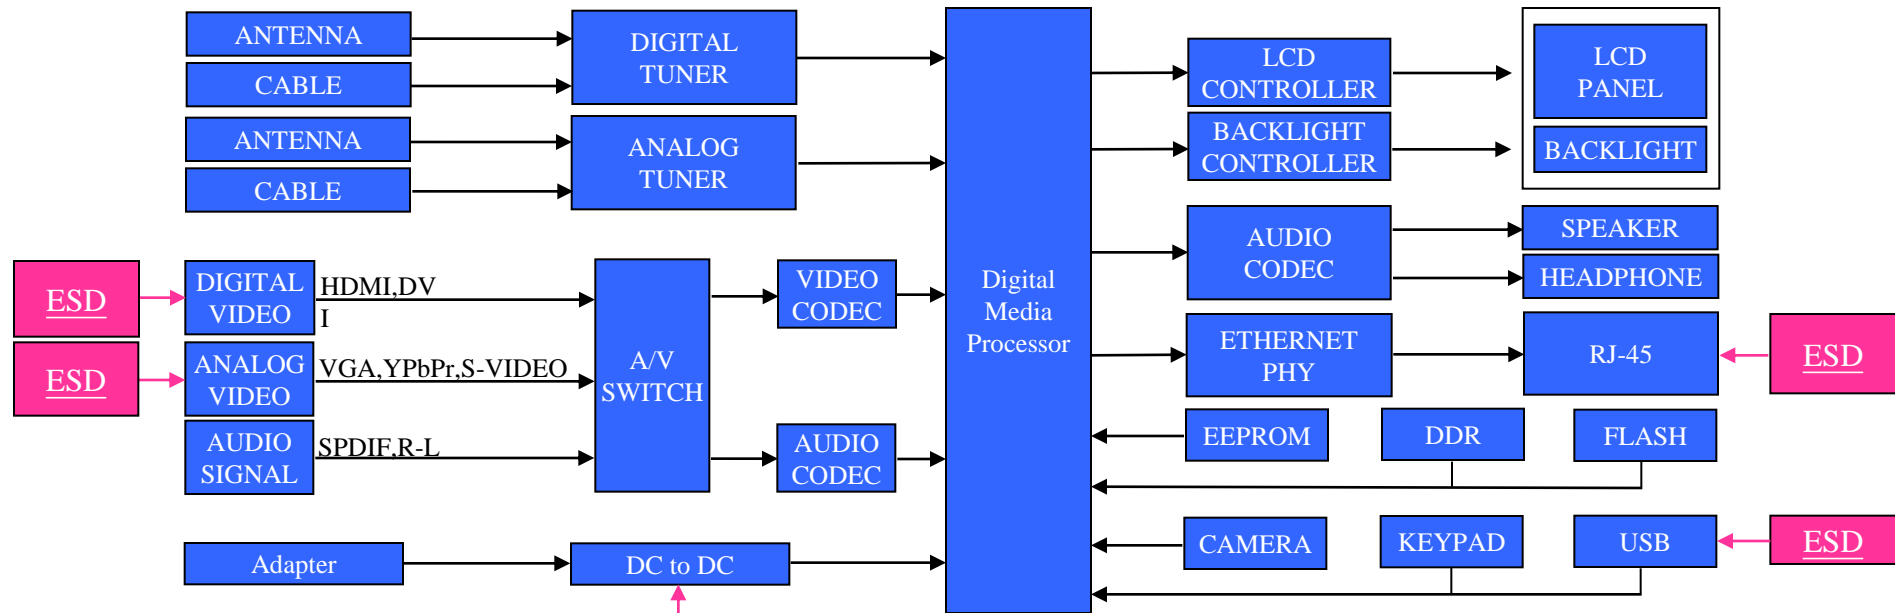 ANTENNA
CABLE
DIGITAL
TUNER
ANTENNA
CABLE
ANALOG
TUNER
ESD
DIGITAL
VIDEO
HDMI,DV
I
ESD
ANALOG
VIDEO
VGA,YPbPr,S-VIDEO
AUDIO
SIGNAL
SPDIF,R-L
A/V
SWITCH
VIDEO
CODEC
AUDIO
CODEC
Adapter
DC to DC
Digital
Media
Processor
LCD
CONTROLLER
LCD
PANEL
BACKLIGHT
CONTROLLER
BACKLIGHT
AUDIO
CODEC
SPEAKER
HEADPHONE
ETHERNET
PHY
RJ-45
ESD
EEPROM
DDR
FLASH
CAMERA
KEYPAD
USB
ESD